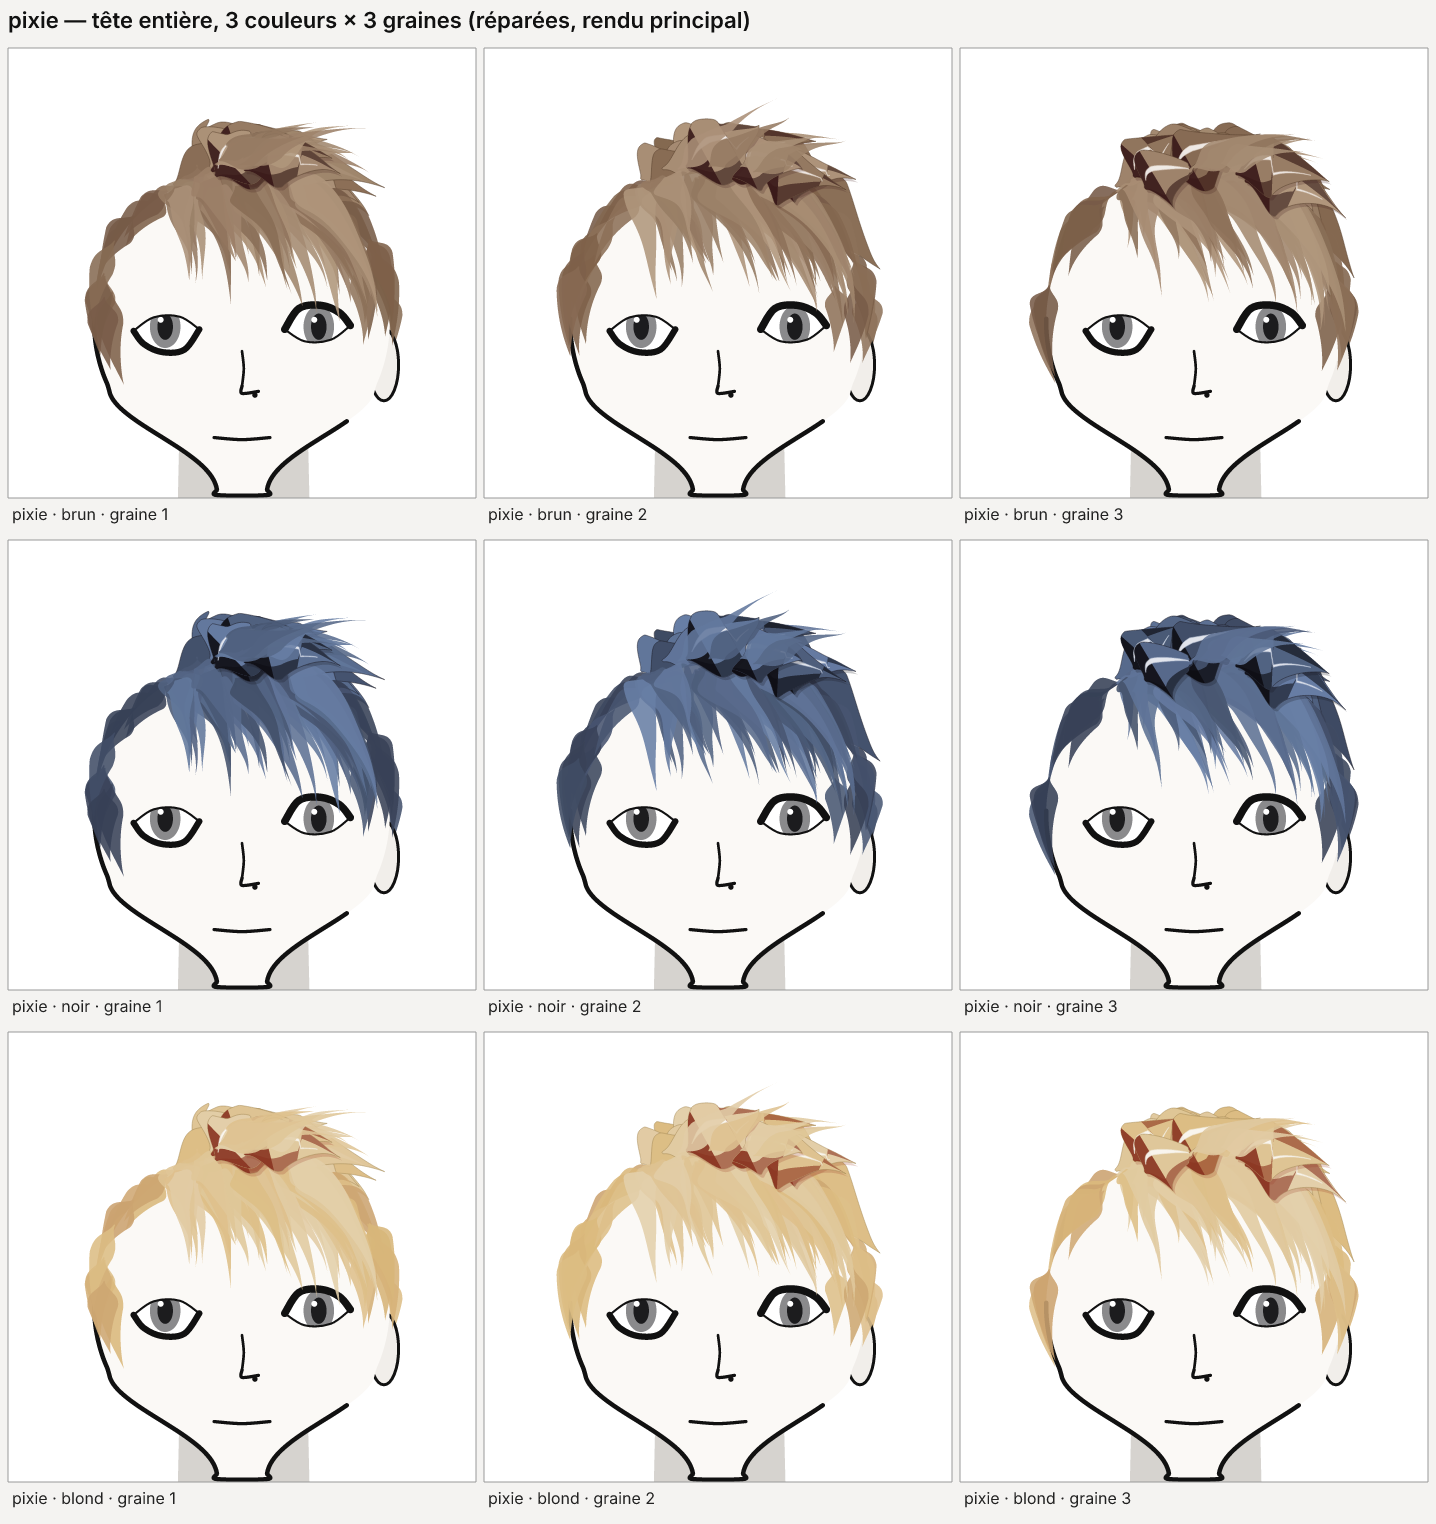 pixie — tête entière, 3 couleurs × 3 graines (réparées, rendu principal)
pixie · brun · graine 1
pixie · brun · graine 2
pixie · brun · graine 3
pixie · noir · graine 1
pixie · noir · graine 2
pixie · noir · graine 3
pixie · blond · graine 1
pixie · blond · graine 2
pixie · blond · graine 3